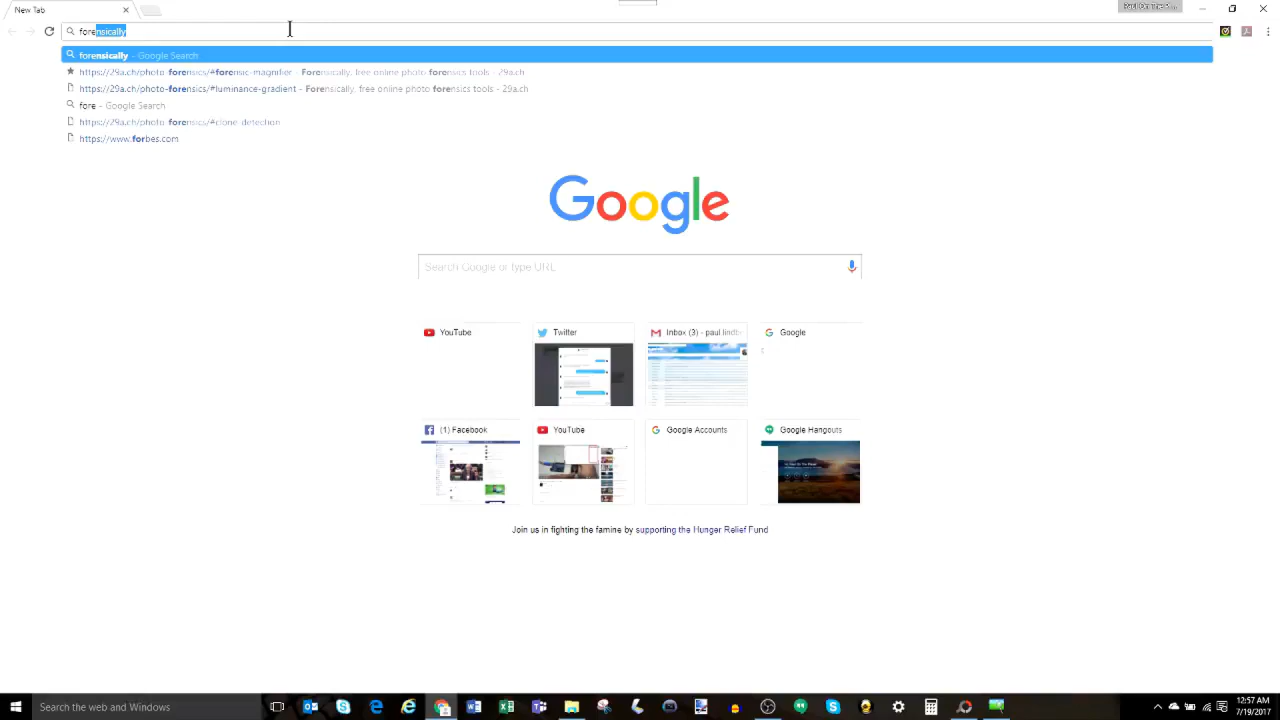 New Tab
Paul On The P...
forensically
forensically - Google Search
https://29a.ch/photo-forensics/#forensic-magnifier - Forensically, free online photo forensics tools - 29a.ch
https://29a.ch/photo-forensics/#luminance-gradient - Forensically, free online photo forensics tools - 29a.ch
fore - Google Search
https://29a.ch/photo-forensics/#clone-detection
https://www.forbes.com
Google
Search Google or type URL
YouTube
Twitter
Inbox (3) - paul lindb
Google
(1) Facebook
YouTube
Google Accounts
Google Hangouts
Join us in fighting the famine by supporting the Hunger Relief Fund
Search the web and Windows
12:57 AM
7/19/2017